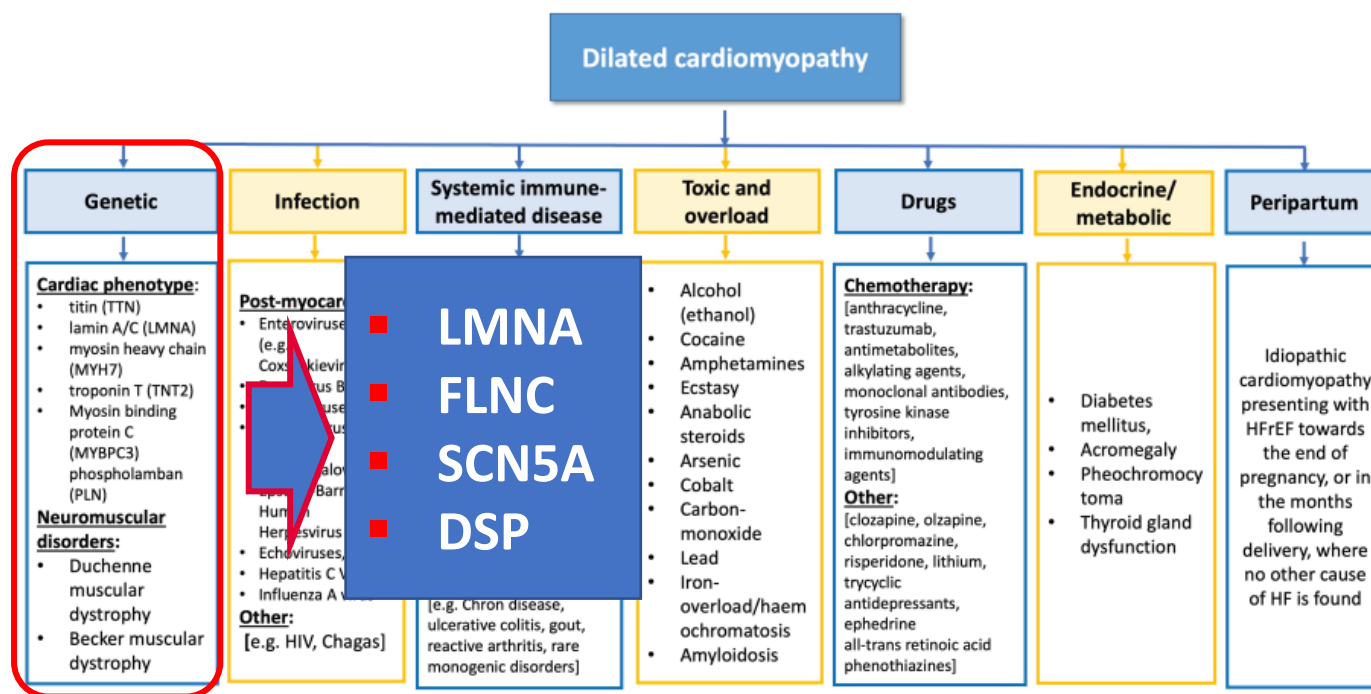 Dilated cardiomyopathy
Genetic
Cardiac phenotype:
• titin (TTN)
• lamin A/C (LMNA)
• myosin heavy chain
(MYH7)
• troponin T (TNT2)
• Myosin binding
protein C
(MYBPC3)
phospholamban
(PLN)
Neuromuscular
disorders:
• Duchenne
muscular
dystrophy
• Becker muscular
dystrophy
Infection
• Enterovirus
(e.g.
Human
Herpesvirus
• Echoviruses,
• Hepatitis C
• Influenza A
Other:
[e.g. HIV, Chagas]
Systemic immune-
mediated disease
[e.g. Chron disease,
ulcerative colitis, gout,
reactive arthritis, rare
monogenic disorders]
▪ LMNA
▪ FLNC
▪ SCN5A
▪ DSP
Toxic and
overload
• Alcohol
(ethanol)
• Cocaine
• Amphetamines
• Ecstasy
• Anabolic
steroids
• Arsenic
• Cobalt
• Carbon-
monoxide
• Lead
• Iron-
overload/haem
ochromatosis
• Amyloidosis
Drugs
Chemotherapy:
[anthracycline,
trastuzumab,
antimetabolites,
alkylating agents,
monoclonal antibodies,
tyrosine kinase
inhibitors,
immunomodulating
agents]
Other:
[clozapine, olzapine,
chlorpromazine,
risperidone, lithium,
trycyclic
antidepressants,
ephedrine
all-trans retinoic acid
phenothiazines]
Endocrine/
metabolic
• Diabetes
mellitus,
• Acromegaly
• Pheochromocy
toma
• Thyroid gland
dysfunction
Peripartum
Idiopathic
cardiomyopathy
presenting with
HFrEF towards
the end of
pregnancy, or in
the months
following
delivery, where
no other cause
of HF is found